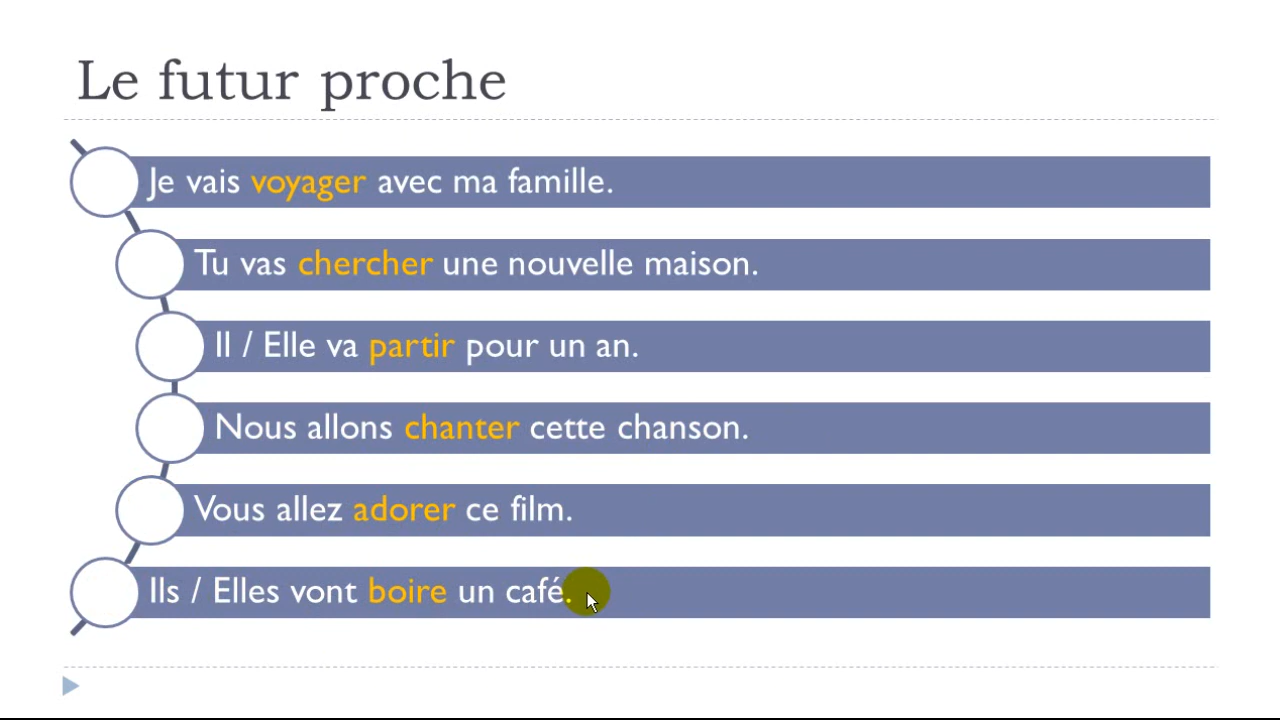 Le futur proche
Je vais voyager avec ma famille.
Tu vas chercher une nouvelle maison.
Il / Elle va partir pour un an.
Nous allons chanter cette chanson.
Vous allez adorer ce film.
Ils / Elles vont boire un café.